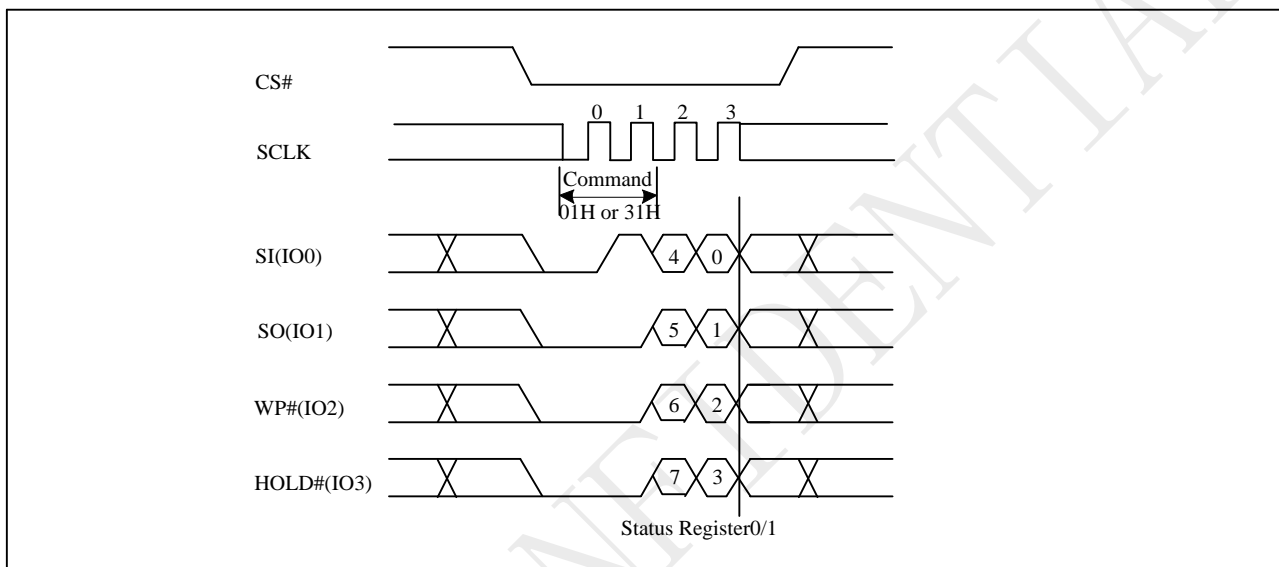 CS#
0 1 2 3
SCLK
Command
01H or 31H
SI(IO0) 4 0
SO(IO1) 5 1
WP#(IO2) 6 2
HOLD#(IO3) 7 3
Status Register0/1
NFIDENTIA